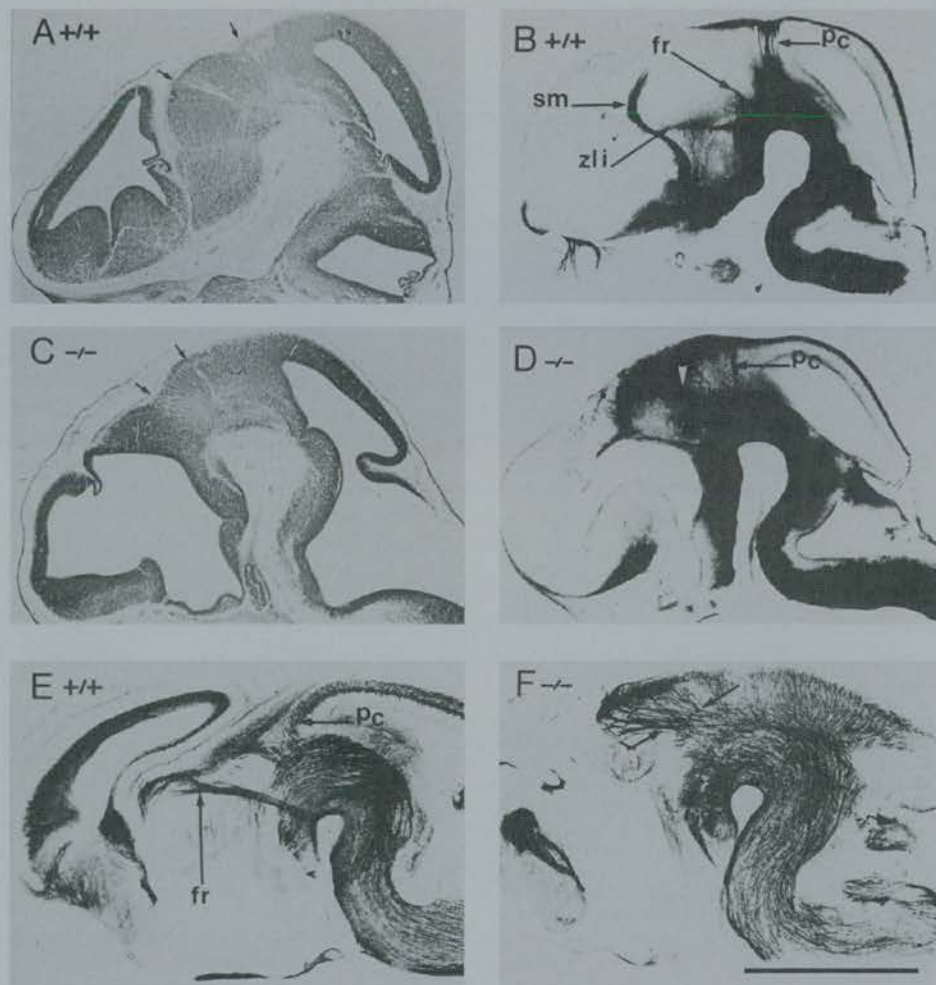 A +/+
B +/+
pc
fr
sm
zli
C -/-
D -/-
pc
E +/+
pc
fr
F -/-